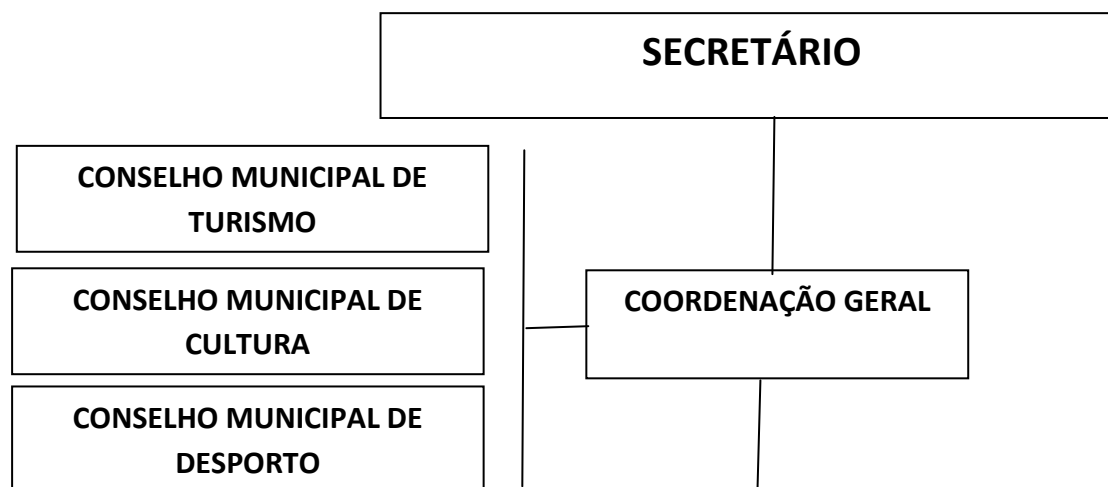 SECRETÁRIO
CONSELHO MUNICIPAL DE
TURISMO
CONSELHO MUNICIPAL DE
CULTURA
COORDENAÇÃO GERAL
CONSELHO MUNICIPAL DE
DESPORTO